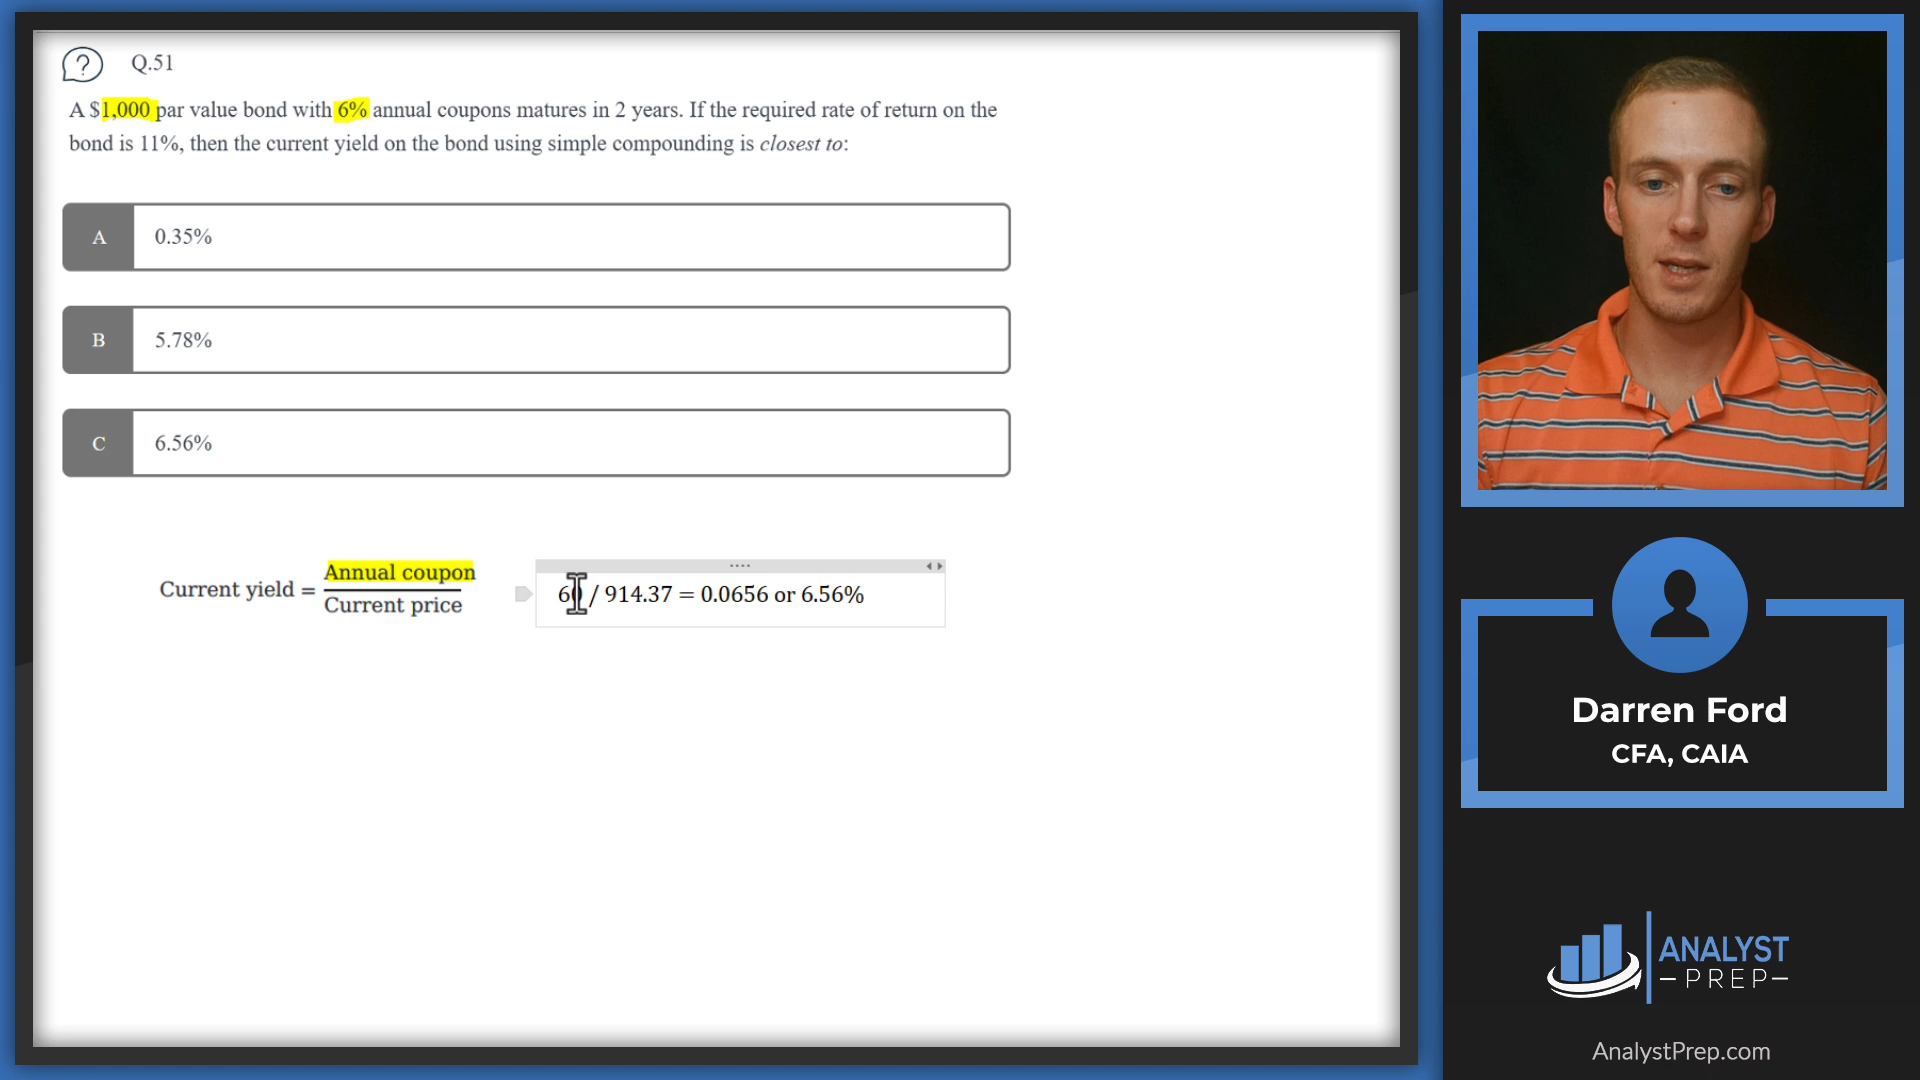 ? Q.51
A $1,000 par value bond with 6% annual coupons matures in 2 years. If the required rate of return on the
bond is 11%, then the current yield on the bond using simple compounding is closest to:
A 0.35%
B 5.78%
C 6.56%
Current yield = Annual coupon
Current price
60 / 914.37 = 0.0656 or 6.56%
Darren Ford
CFA, CAIA
ANALYST
PREP
AnalystPrep.com